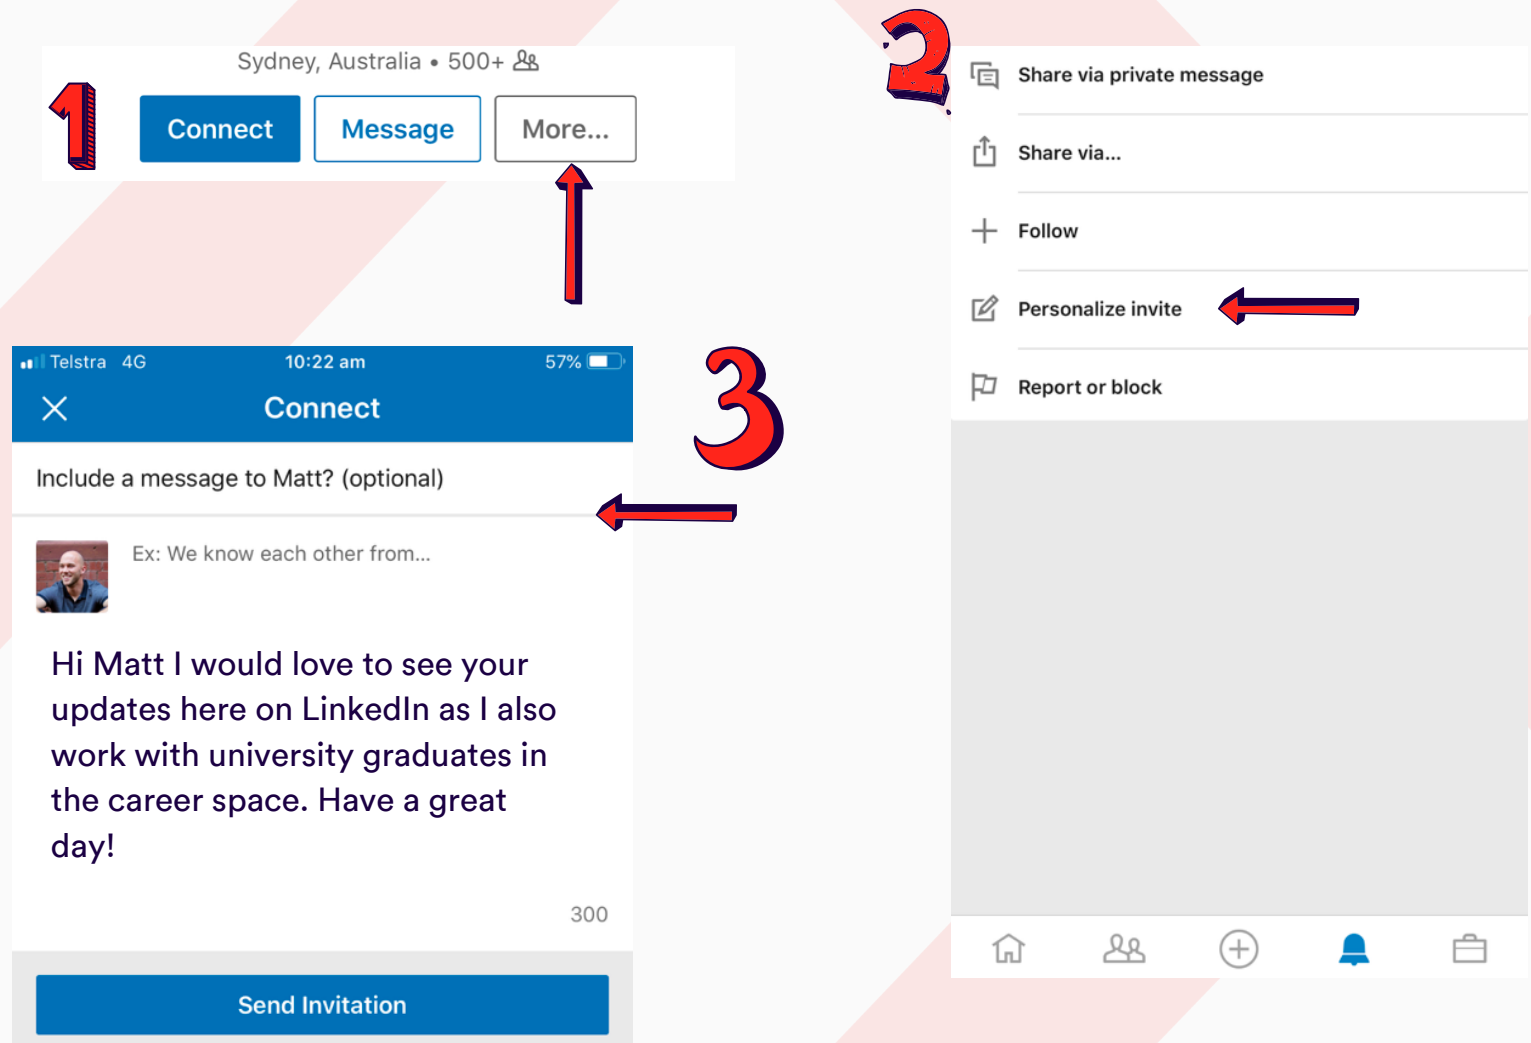 1
Sydney, Australia • 500+
Connect
Message
More...
2
Share via private message
Share via...
Follow
Personalize invite
Report or block
3
Telstra 4G
10:22 am
57%
Connect
Include a message to Matt? (optional)
Ex: We know each other from...
Hi Matt I would love to see your
updates here on LinkedIn as I also
work with university graduates in
the career space. Have a great
day!
300
Send Invitation